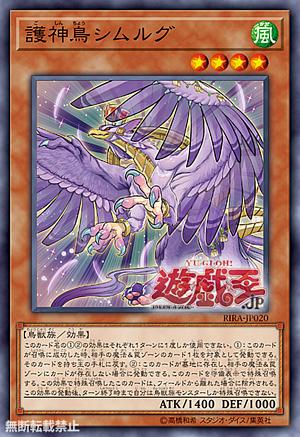 護神鳥シムルグ
ごしんちょう
風
YU-GI-OH!
遊戯王
JP
RIRA-JP020
【鳥獣族/効果】
このカード名の①②の効果はそれぞれ1ターンに1度しか使用できない。①：このカード
が召喚に成功した時、相手の魔法＆罠ゾーンのカード1枚を対象として発動できる。
そのカードを持ち主の手札に戻す。②：このカードが墓地に存在し、相手の魔法＆罠
ゾーンにカードが存在しない場合に発動できる。このカードを守備表示で特殊召喚
する。この効果で特殊召喚したこのカードは、フィールドから離れた場合に除外される。
この効果の発動後、ターン終了時まで自分は鳥獣族モンスターしか特殊召喚できない。
ATK/1400 DEF/1000
無断転載禁止
©高橋和希 スタジオ・ダイス/集英社